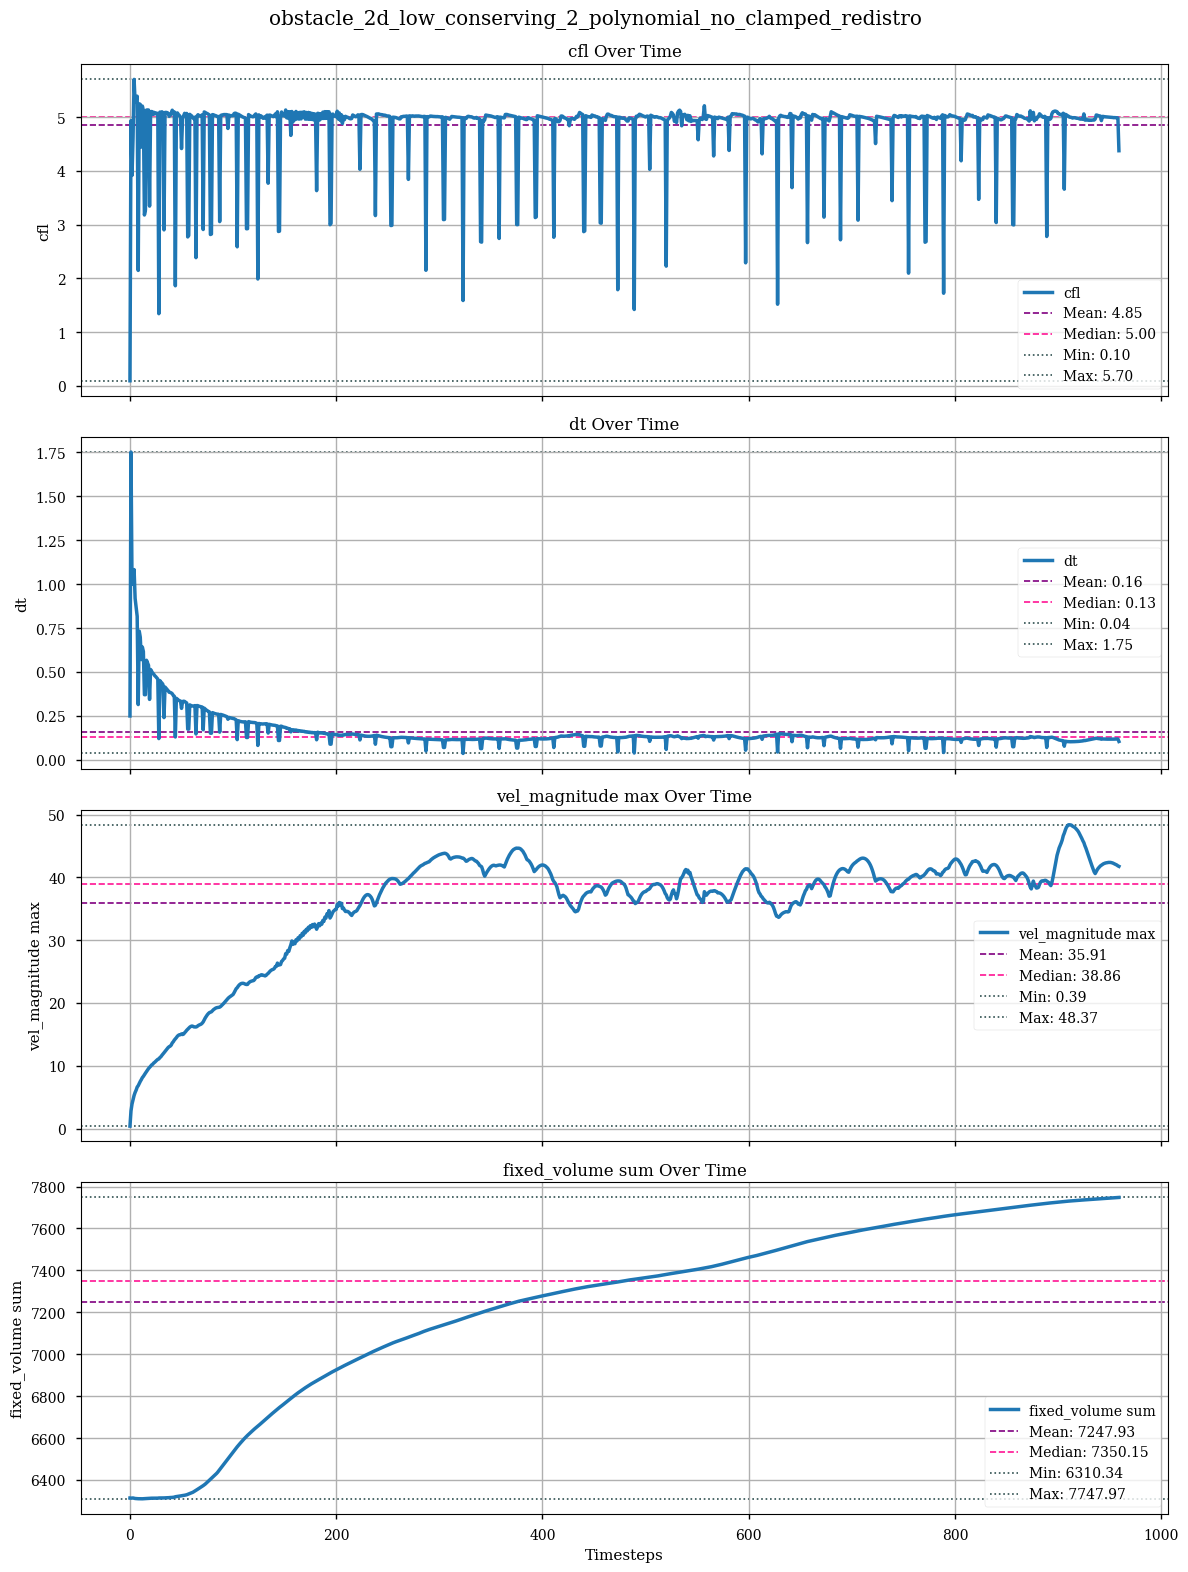 obstacle_2d_low_conserving_2_polynomial_no_clamped_redistro
cfl Over Time
cfl
5
4
3
2
1
0
cfl
Mean: 4.85
Median: 5.00
Min: 0.10
Max: 5.70
dt Over Time
dt
1.75
1.50
1.25
1.00
0.75
0.50
0.25
0.00
dt
Mean: 0.16
Median: 0.13
Min: 0.04
Max: 1.75
vel_magnitude max Over Time
vel_magnitude max
50
40
30
20
10
0
vel_magnitude max
Mean: 35.91
Median: 38.86
Min: 0.39
Max: 48.37
fixed_volume sum Over Time
fixed_volume sum
7800
7600
7400
7200
7000
6800
6600
6400
fixed_volume sum
Mean: 7247.93
Median: 7350.15
Min: 6310.34
Max: 7747.97
0 200 400 600 800 1000
Timesteps